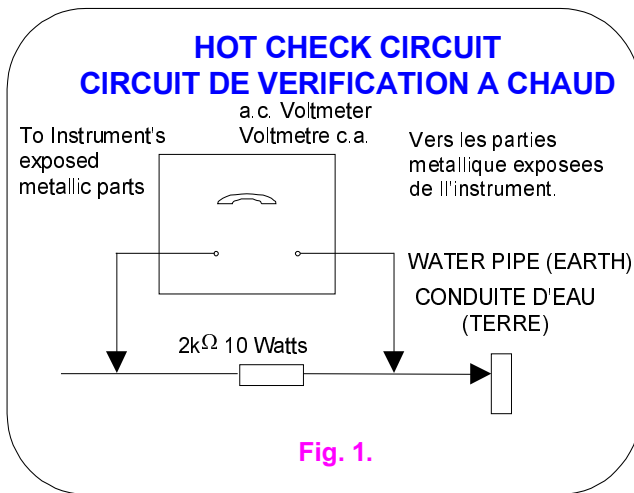 HOT CHECK CIRCUIT
CIRCUIT DE VERIFICATION A CHAUD
a.c. Voltmeter
Voltmetre c.a.
To Instrument's
exposed
metallic parts
Vers les parties
metallique exposees
de ll'instrument.
WATER PIPE (EARTH)
CONDUITE D'EAU
(TERRE)
2kΩ 10 Watts
Fig. 1.